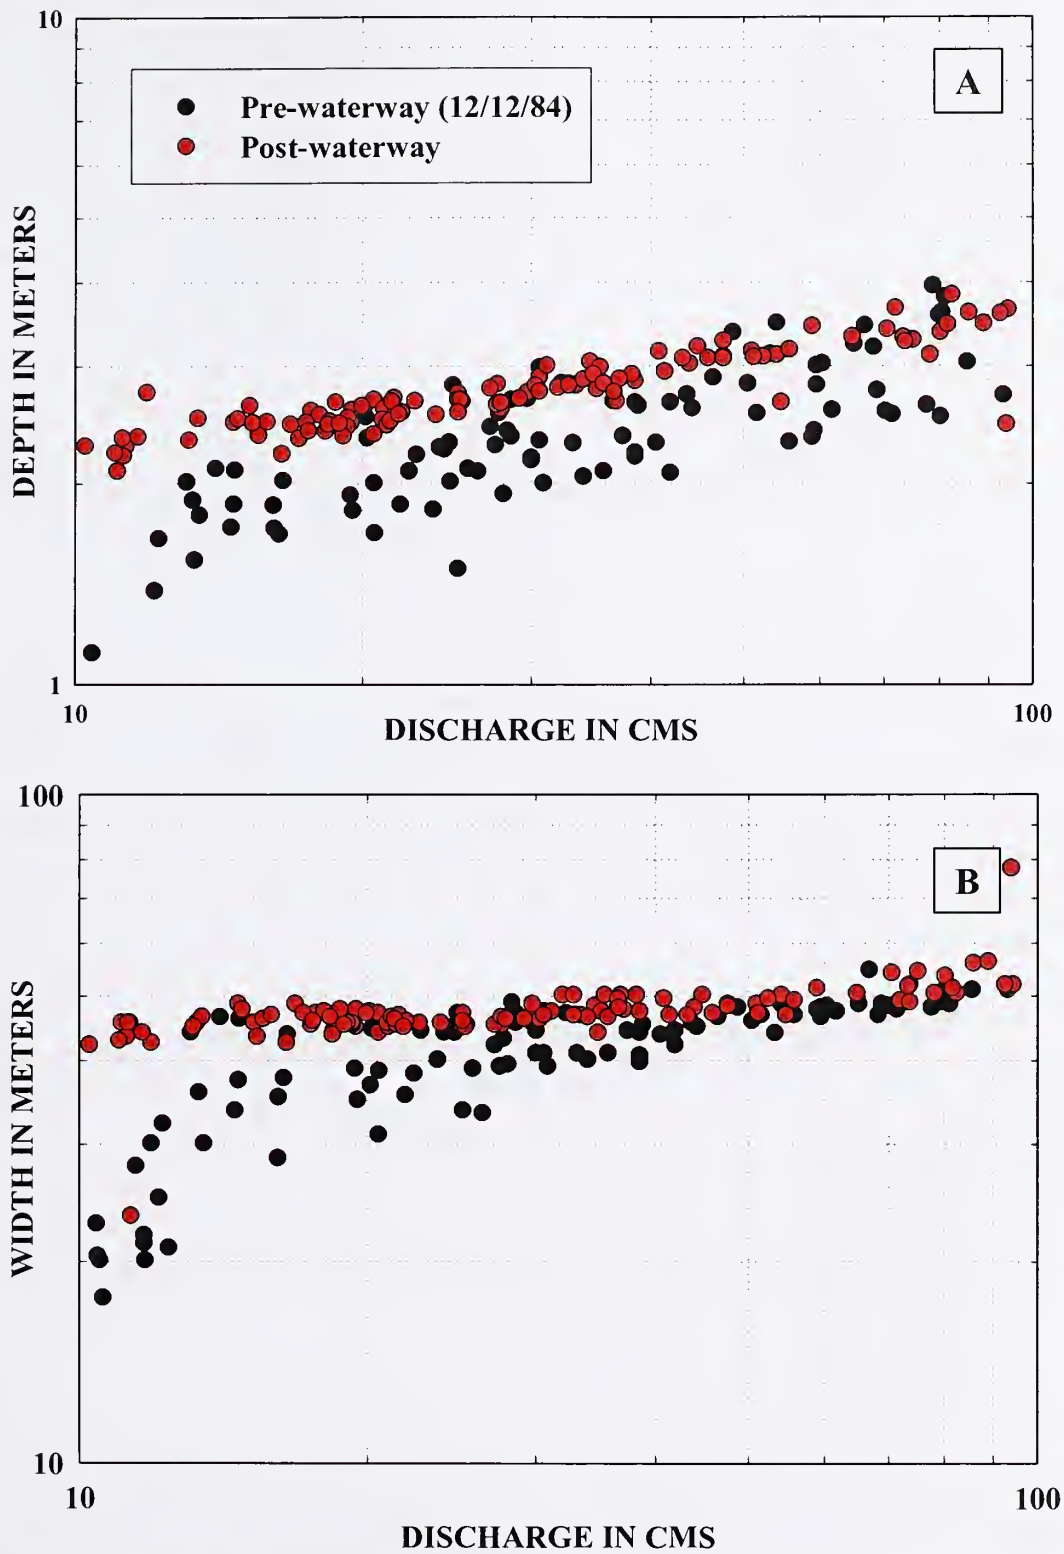 10
A
Pre-waterway (12/12/84)
Post-waterway
DEPTH IN METERS
1
10
100
DISCHARGE IN CMS
100
B
WIDTH IN METERS
10
10
100
DISCHARGE IN CMS